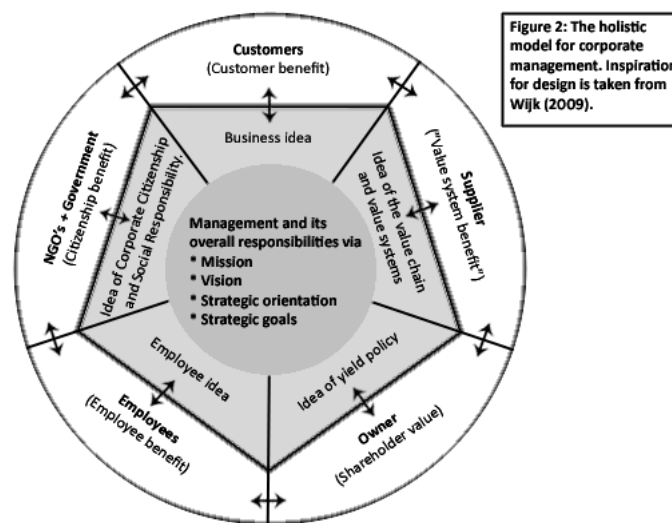 Figure 2: The holistic
model for corporate
management. Inspiration
for design is taken from
Wijk (2009).
Customers
(Customer benefit)
Business idea
NGO's + Government
(Citizenship benefit)
Idea of Corporate Citizenship
and Social Responsibility.
Idea of the value chain
and value systems
Supplier
("Value system benefit")
Management and its
overall responsibilities via
* Mission
* Vision
* Strategic orientation
* Strategic goals
Employee idea
Idea of yield policy
Employees
(Employee benefit)
Owner
(Shareholder value)